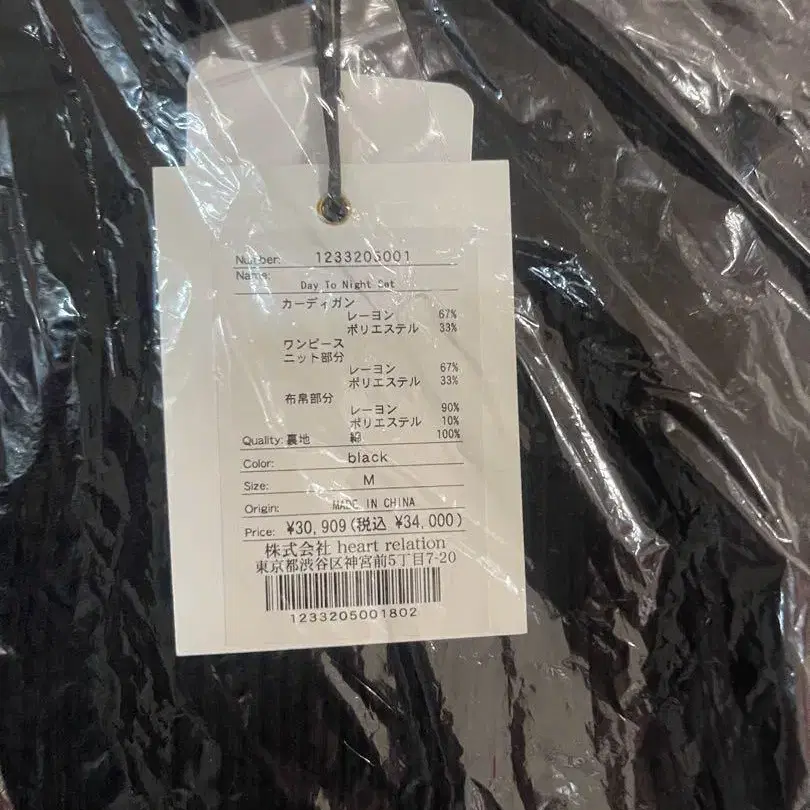 Number: 1233205001
Name:
Day To Night Set
カーディガン
レーヨン 67%
ポリエステル 33%
ワンピース
ニット部分
レーヨン 67%
ポリエステル 33%
布帛部分
レーヨン 90%
ポリエステル 10%
Quality: 裏地 綿 100%
Color: black
Size: M
Origin: MADE IN CHINA
Price: ¥30,909(税込 ¥34,000)
株式会社 heart relation
東京都渋谷区神宮前5丁目7-20
1233205001802